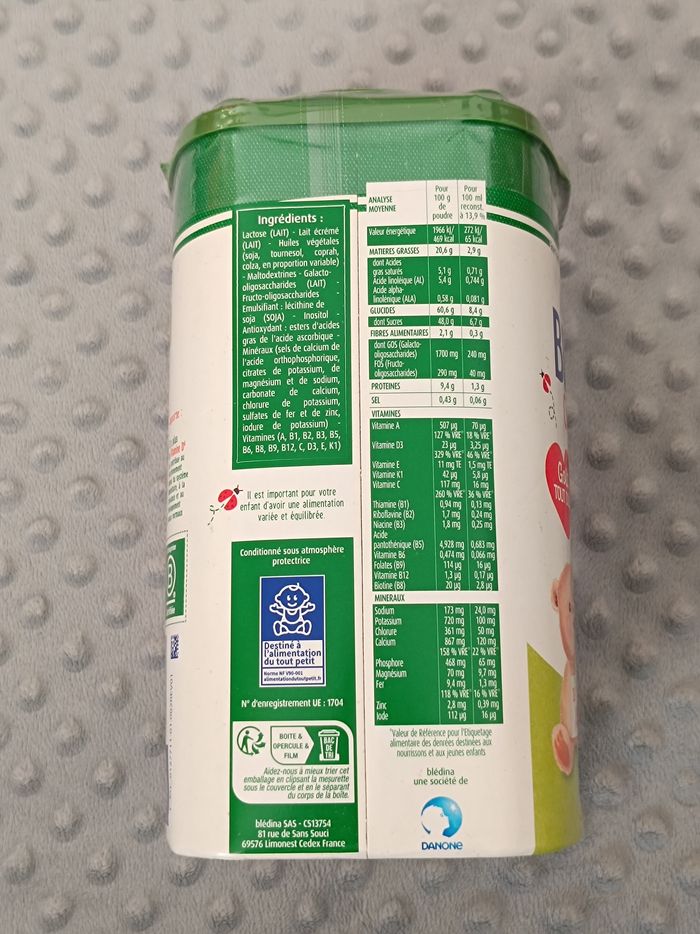 Ingrédients :
Lactose (LAIT) - Lait écrémé
(LAIT) - Huiles végétales
(soja, tournesol, coprah,
colza, en proportion variable)
- Maltodextrines - Galacto-
oligosaccharides (LAIT) -
Fructo-oligosaccharides -
Emulsifiant : lécithine de
soja (SOJA) - Inositol -
Antioxydant : esters d'acides
gras de l'acide ascorbique -
Minéraux (sels de calcium de
l'acide orthophosphorique,
citrates de potassium, de
magnésium et de sodium,
carbonate de calcium,
chlorure de potassium,
sulfates de fer et de zinc,
iodure de potassium) -
Vitamines (A, B1, B2, B3, B5,
B6, B8, B9, B12, C, D3, E, K1)
Il est important pour votre
enfant d'avoir une alimentation
variée et équilibrée.
Conditionné sous atmosphère
protectrice
Destiné à
l'alimentation
du tout petit
Norme NF V90-001
alimentationdutoutpetit.fr
N° d'enregistrement UE : 1704
BOITE &
OPERCULE &
FILM
BAC
DE
TRI
Aidez-nous à mieux trier cet
emballage en clipsant la mesurette
sous le couvercle et en le séparant
du corps de la boîte.
blédina SAS - CS13754
81 rue de Sans Souci
69576 Limonest Cedex France
ANALYSE MOYENNE
Pour 100 g de poudre
Pour 100 ml reconst. à 13,9 %
Valeur énergétique 1966 kJ/ 272 kJ/
469 kcal 65 kcal
MATIERES GRASSES 20,6 g 2,9 g
dont Acides
gras saturés 5,1 g 0,71 g
Acide linoléique (AL) 5,4 g 0,744 g
Acide alpha-
linolénique (ALA) 0,58 g 0,081 g
GLUCIDES 60,6 g 8,4 g
dont Sucres 48,0 g 6,7 g
FIBRES ALIMENTAIRES 2,1 g 0,3 g
dont GOS (Galacto-
oligosaccharides) 1700 mg 240 mg
FOS (Fructo-
oligosaccharides) 290 mg 40 mg
PROTEINES 9,4 g 1,3 g
SEL 0,43 g 0,06 g
VITAMINES
Vitamine A 507 µg 70 µg
127 % VRE* 18 % VRE*
Vitamine D3 23 µg 3,25 µg
329 % VRE* 46 % VRE*
Vitamine E 11 mg TE 1,5 mg TE
Vitamine K1 42 µg 5,8 µg
Vitamine C 117 mg 16 mg
260 % VRE* 36 % VRE*
Thiamine (B1) 0,94 mg 0,13 mg
Riboflavine (B2) 1,7 mg 0,24 mg
Niacine (B3) 1,8 mg 0,25 mg
Acide
pantothénique (B5) 4,928 mg 0,683 mg
Vitamine B6 0,474 mg 0,066 mg
Folates (B9) 114 µg 16 µg
Vitamine B12 1,3 µg 0,17 µg
Biotine (B8) 20 µg 2,8 µg
MINERAUX
Sodium 173 mg 24,0 mg
Potassium 720 mg 100 mg
Chlorure 361 mg 50 mg
Calcium 867 mg 120 mg
158 % VRE* 22 % VRE*
Phosphore 468 mg 65 mg
Magnésium 70 mg 9,7 mg
Fer 9,4 mg 1,3 mg
118 % VRE* 16 % VRE*
Zinc 2,8 mg 0,39 mg
Iode 112 µg 16 µg
*Valeur de Référence pour l'Etiquetage
alimentaire des denrées destinées aux
nourrissons et aux jeunes enfants
blédina
une société de
DANONE